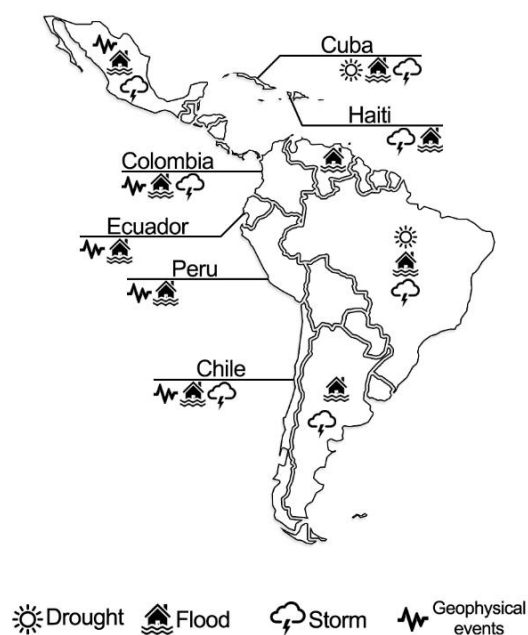 Cuba
Haiti
Colombia
Ecuador
Peru
Chile
Drought
Flood
Storm
Geophysical
events